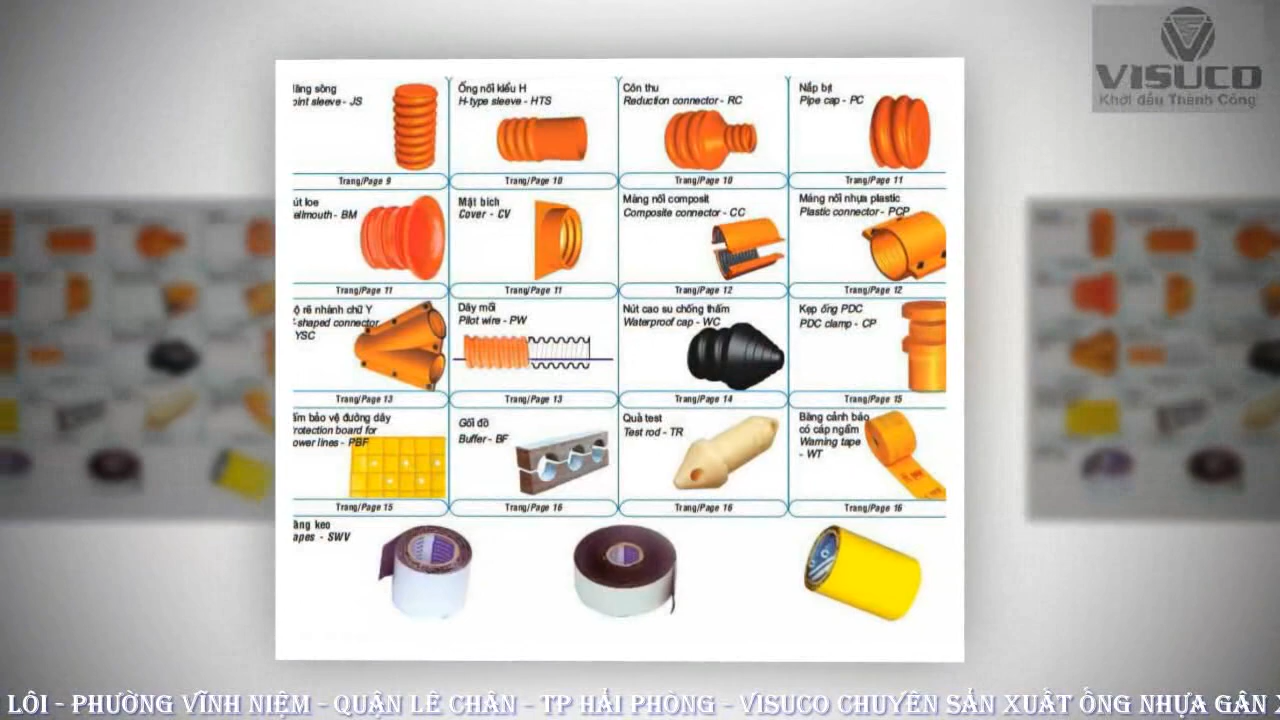 VISUCO
Khởi đầu Thành Công
Măng sông
Joint sleeve - JS
Trang/Page 9
Ống nối kiểu H
H-type sleeve - HTS
Trang/Page 10
Côn thu
Reduction connector - RC
Trang/Page 10
Nắp bịt
Pipe cap - PC
Trang/Page 11
út loe
ellmouth - BM
Trang/Page 11
Mặt bích
Cover - CV
Trang/Page 11
Máng nối composit
Composite connector - CC
Trang/Page 12
Máng nối nhựa plastic
Plastic connector - PCP
Trang/Page 12
ộ rẽ nhánh chữ Y
-shaped connector
YSC
Trang/Page 13
Dây mồi
Pilot wire - PW
Trang/Page 13
Nút cao su chống thấm
Waterproof cap - WC
Trang/Page 14
Kẹp ống PDC
PDC clamp - CP
Trang/Page 15
ấm bảo vệ đường dây
rotection board for
ower lines - PBF
Trang/Page 15
Gối đỡ
Buffer - BF
Trang/Page 16
Quả test
Test rod - TR
Trang/Page 16
Băng cảnh báo
có cáp ngầm
Warning tape
- WT
Trang/Page 16
ăng keo
apes - SWV
LÔI - PHƯỜNG VĨNH NIỆM - QUẬN LÊ CHÂN - TP HẢI PHÒNG - VISUCO CHUYÊN SẢN XUẤT ỐNG NHỰA GÂN X